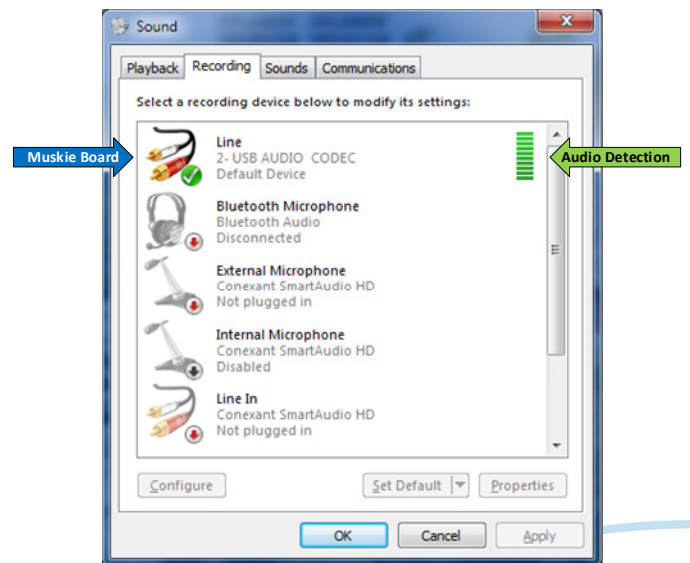 Sound
Playback Recording Sounds Communications
Select a recording device below to modify its settings:
Muskie Board
Line
2- USB AUDIO CODEC
Default Device
Audio Detection
Bluetooth Microphone
Bluetooth Audio
Disconnected
External Microphone
Conexant SmartAudio HD
Not plugged in
Internal Microphone
Conexant SmartAudio HD
Disabled
Line In
Conexant SmartAudio HD
Not plugged in
Configure Set Default Properties
OK Cancel Apply